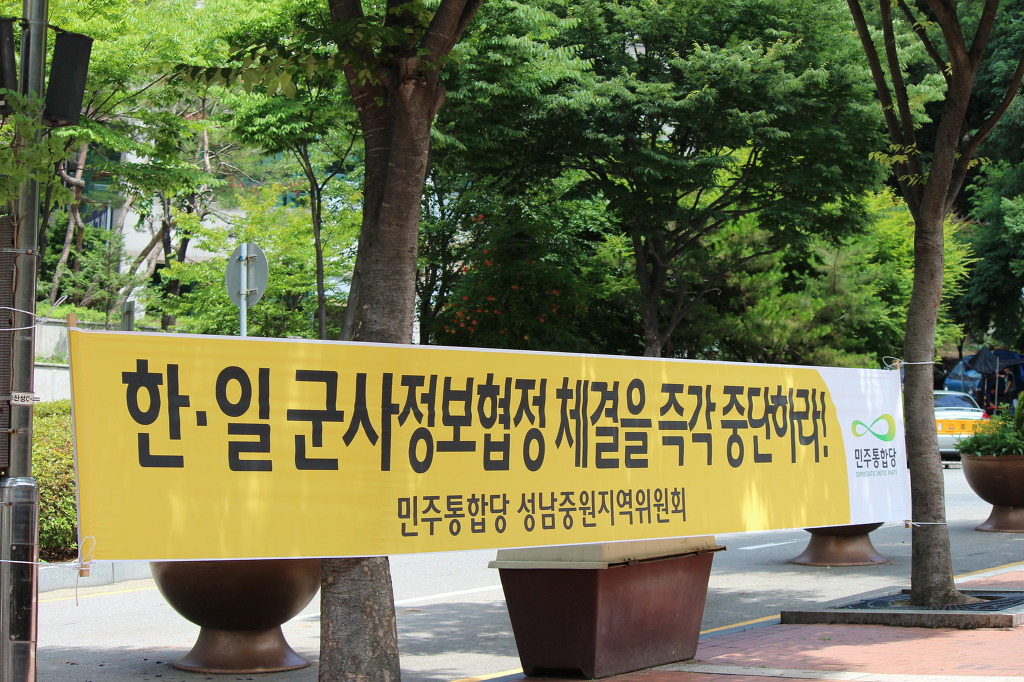 한·일 군사정보협정 체결을 즉각 중단하라!
민주통합당 성남중원지역위원회
민주통합당
DEMOCRATIC UNITED PARTY